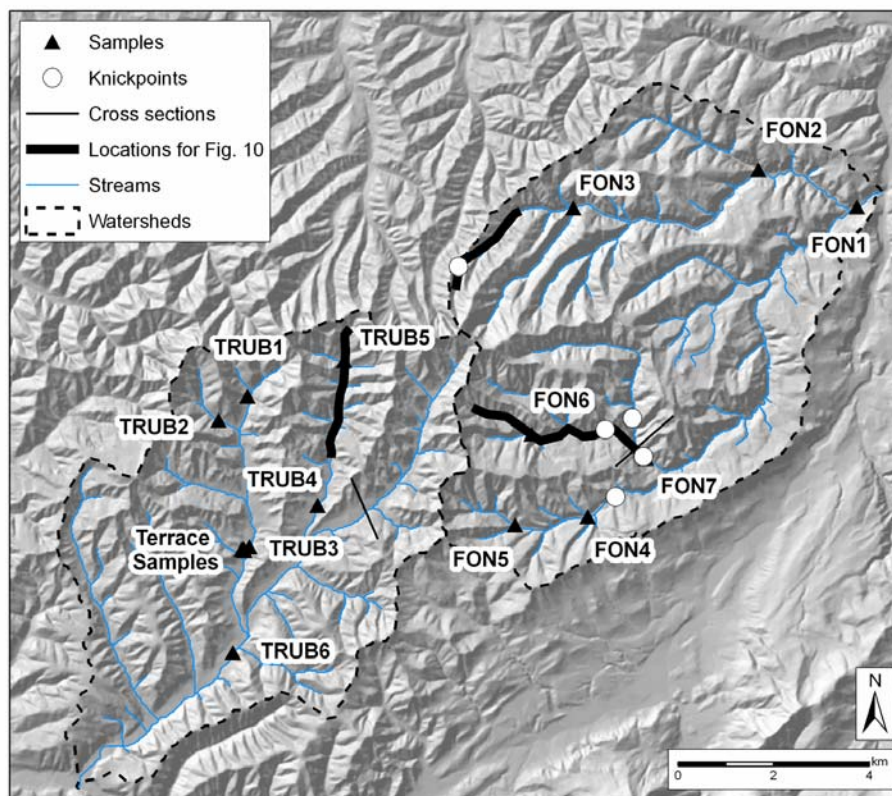 Samples
Knickpoints
Cross sections
Locations for Fig. 10
Streams
Watersheds
FON2
FON3
FON1
TRUB1
TRUB5
TRUB2
FON6
TRUB4
FON7
Terrace
Samples
TRUB3
FON5
FON4
TRUB6
N
km
0 2 4